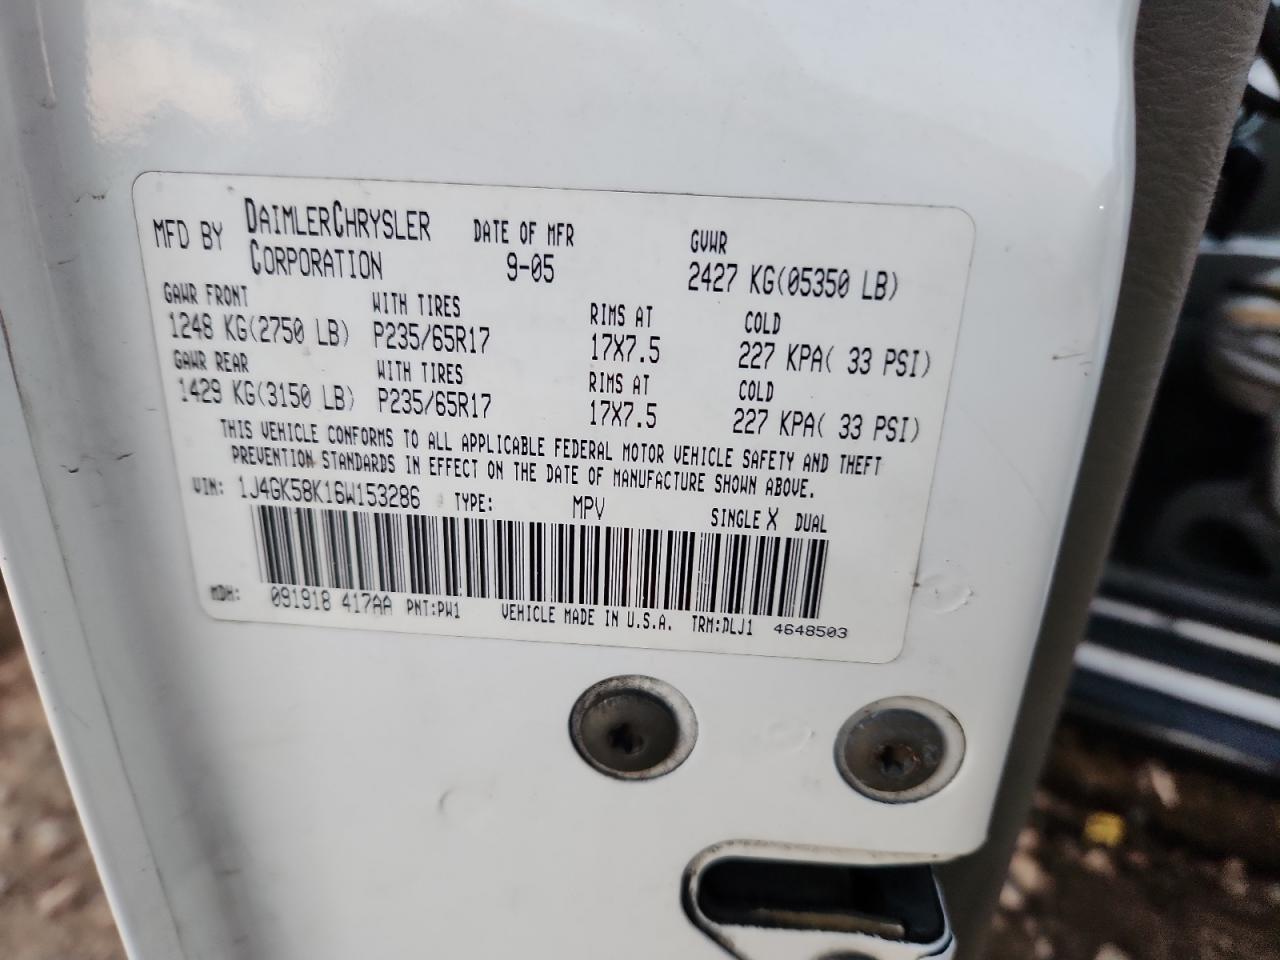 MFD BY DAIMLERCHRYSLER CORPORATION
DATE OF MFR
9-05
GVWR
2427 KG(05350 LB)
GAWR FRONT WITH TIRES RIMS AT COLD
1248 KG(2750 LB) P235/65R17 17X7.5 227 KPA( 33 PSI)
GAWR REAR WITH TIRES RIMS AT COLD
1429 KG(3150 LB) P235/65R17 17X7.5 227 KPA( 33 PSI)
THIS VEHICLE CONFORMS TO ALL APPLICABLE FEDERAL MOTOR VEHICLE SAFETY AND THEFT
PREVENTION STANDARDS IN EFFECT ON THE DATE OF MANUFACTURE SHOWN ABOVE.
VIN: 1J4GK58K16W153286 TYPE: MPV SINGLE X DUAL
MDH: 091918 417AA PNT:PW1 VEHICLE MADE IN U.S.A. TRM:DLJ1 4648503